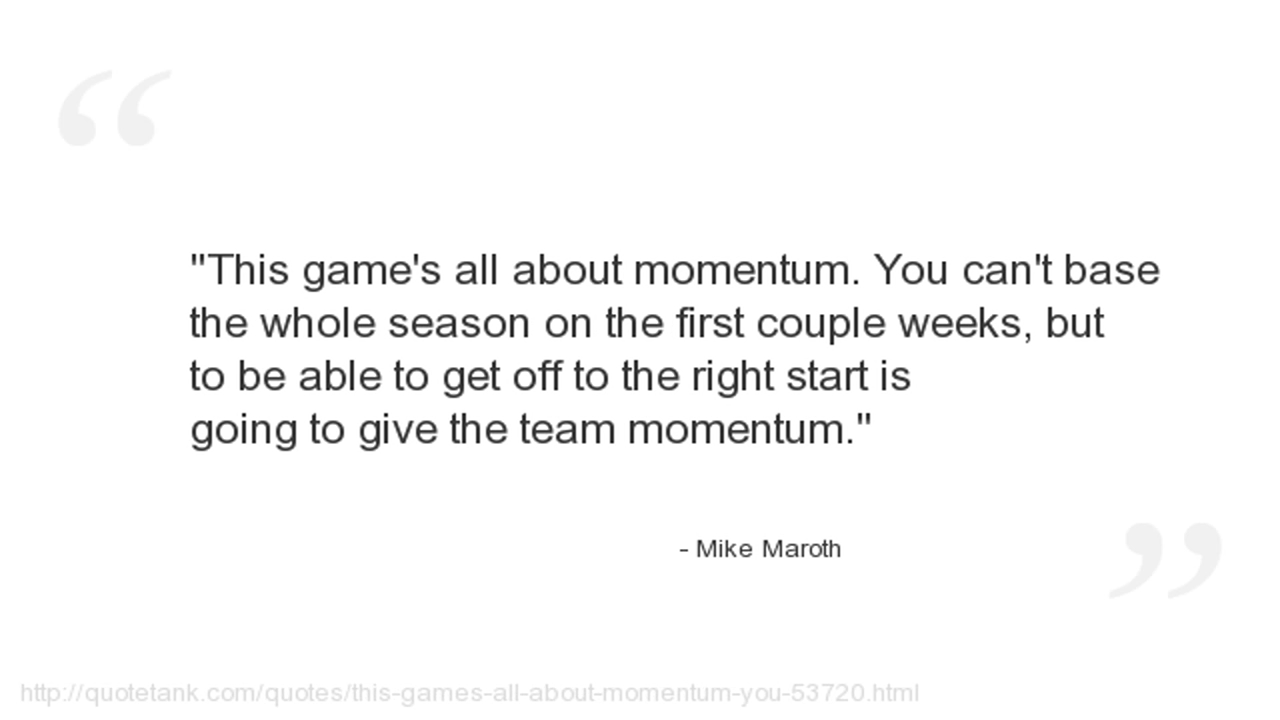 "This game's all about momentum. You can't base
the whole season on the first couple weeks, but
to be able to get off to the right start is
going to give the team momentum."
- Mike Maroth
http://quotetank.com/quotes/this-games-all-about-momentum-you-53720.html